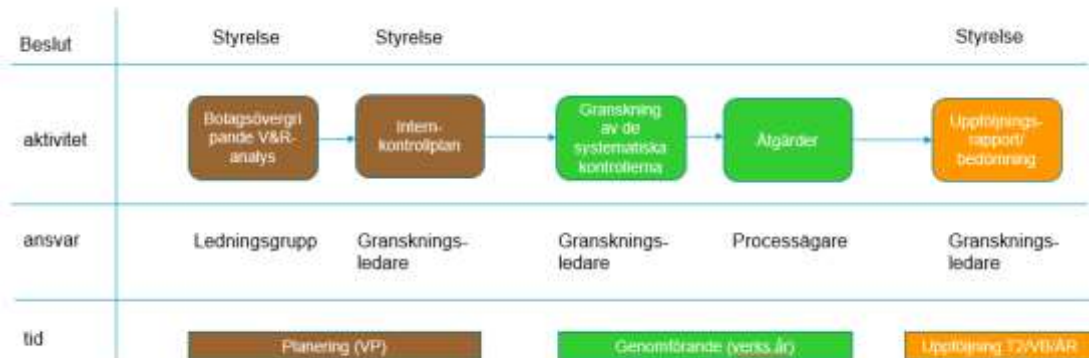 Beslut
Styrelse
Styrelse
Styrelse
aktivitet
Bolagsövergri
pande V&R-
analys
Intern-
kontrollplan
Granskning
av de
systematiska
kontrollerna
Åtgärder
Uppföljnings-
rapport/
bedömning
ansvar
Ledningsgrupp
Gransknings-
ledare
Gransknings-
ledare
Processägare
Gransknings-
ledare
tid
Planering (VP)
Genomförande (verks.år)
Uppföljning T2/VB/ÅR